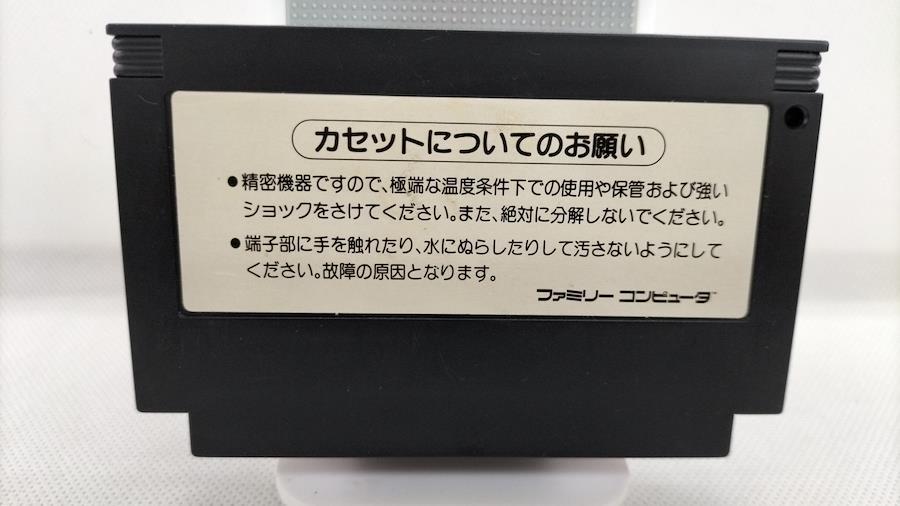 カセットについてのお願い
●精密機器ですので、極端な温度条件下での使用や保管および強い
ショックをさけてください。また、絶対に分解しないでください。
●端子部に手を触れたり、水にぬらしたりして汚さないようにして
ください。故障の原因となります。
ファミリー コンピュータ™